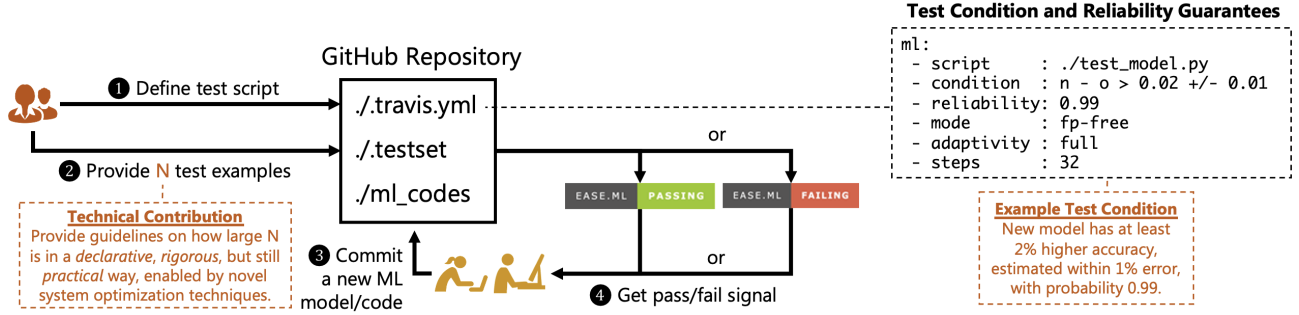 Test Condition and Reliability Guarantees
ml:
- script : ./test_model.py
- condition : n - o > 0.02 +/- 0.01
- reliability: 0.99
- mode : fp-free
- adaptivity : full
- steps : 32
Example Test Condition
New model has at least
2% higher accuracy,
estimated within 1% error,
with probability 0.99.
GitHub Repository
./.travis.yml
./.testset
./ml_codes
1 Define test script
2 Provide N test examples
Technical Contribution
Provide guidelines on how large N
is in a declarative, rigorous, but still
practical way, enabled by novel
system optimization techniques.
3 Commit
a new ML
model/code
or
EASE.ML PASSING
EASE.ML FAILING
or
4 Get pass/fail signal